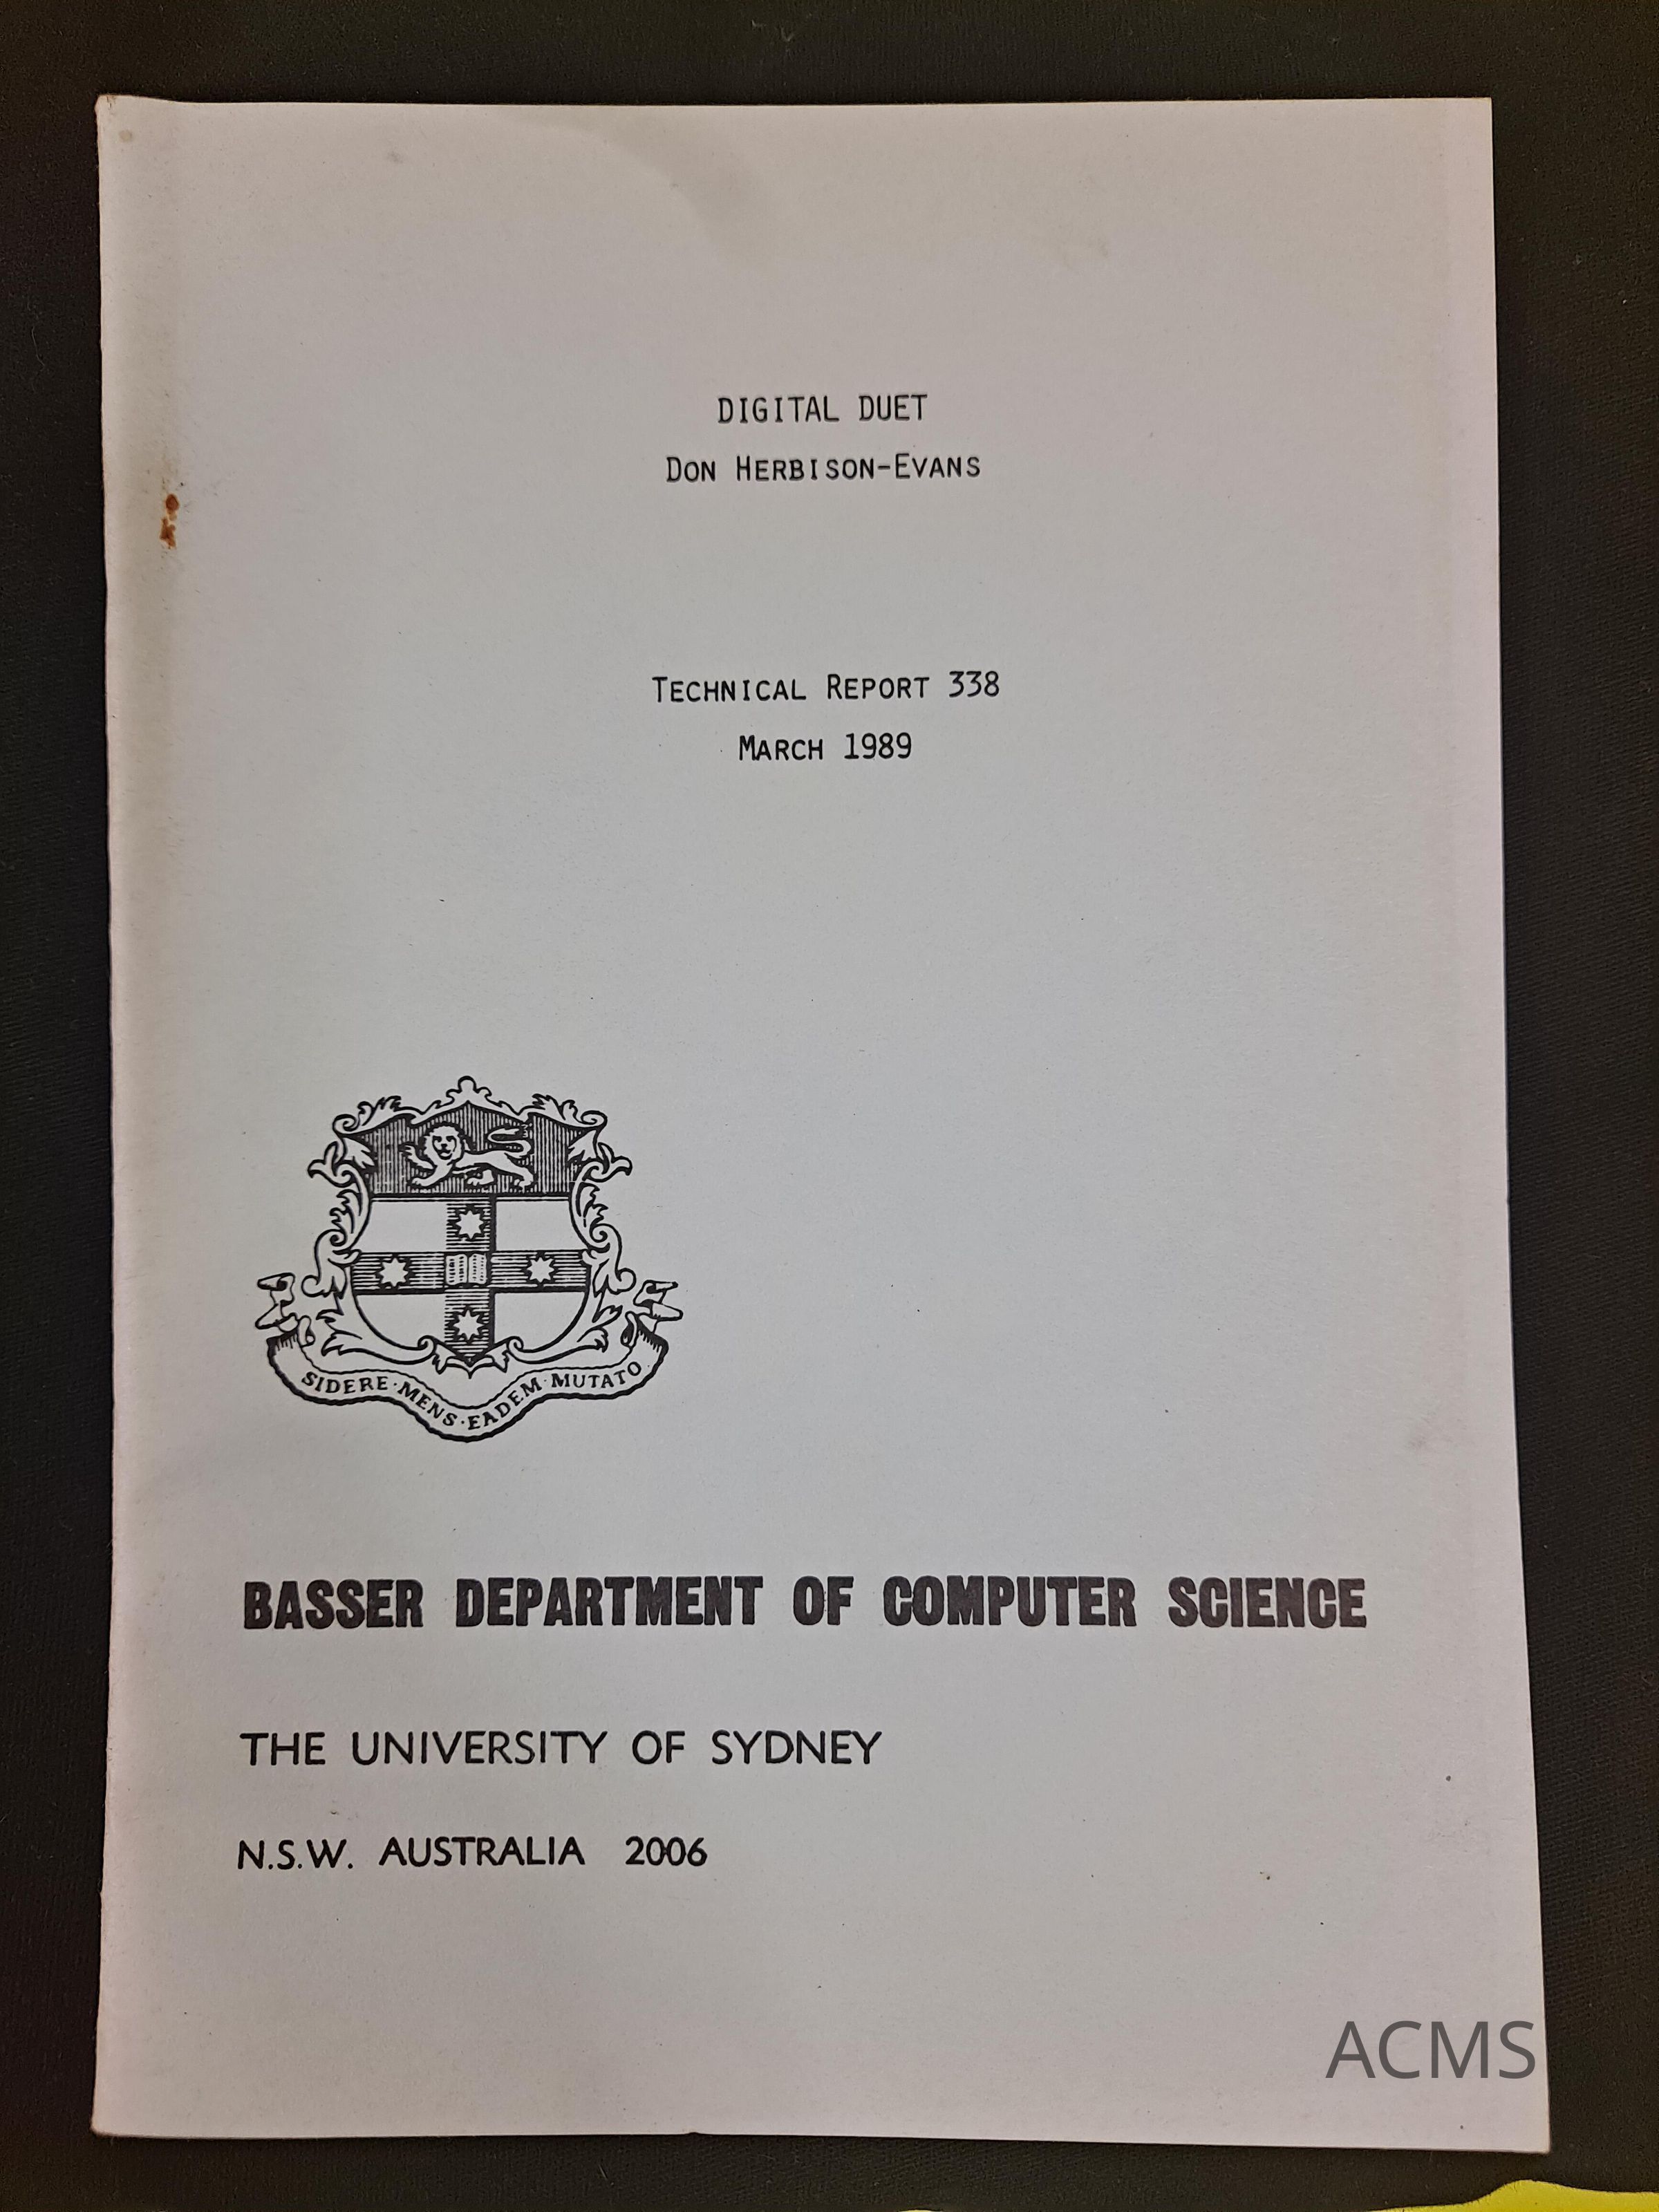 DIGITAL DUET
DON HERBISON-EVANS
TECHNICAL REPORT 338
MARCH 1989
SIDERE·MENS·EADEM·MUTATO
BASSER DEPARTMENT OF COMPUTER SCIENCE
THE UNIVERSITY OF SYDNEY
N.S.W. AUSTRALIA 2006
ACMS